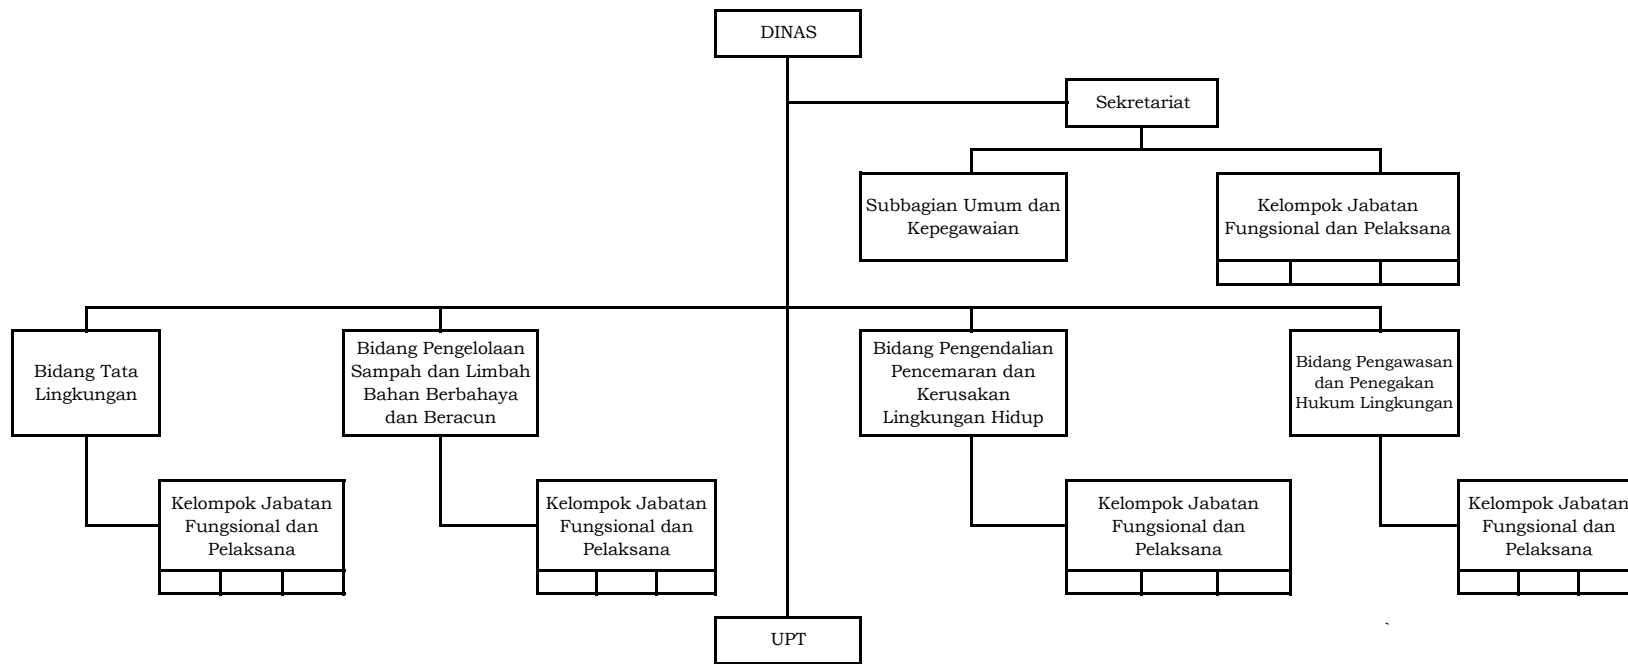 DINAS
Sekretariat
Subbagian Umum dan
Kepegawaian
Kelompok Jabatan
Fungsional dan Pelaksana
Bidang Tata
Lingkungan
Bidang Pengelolaan
Sampah dan Limbah
Bahan Berbahaya
dan Beracun
Bidang Pengendalian
Pencemaran dan
Kerusakan
Lingkungan Hidup
Bidang Pengawasan
dan Penegakan
Hukum Lingkungan
Kelompok Jabatan
Fungsional dan
Pelaksana
Kelompok Jabatan
Fungsional dan
Pelaksana
Kelompok Jabatan
Fungsional dan
Pelaksana
Kelompok Jabatan
Fungsional dan
Pelaksana
UPT
`